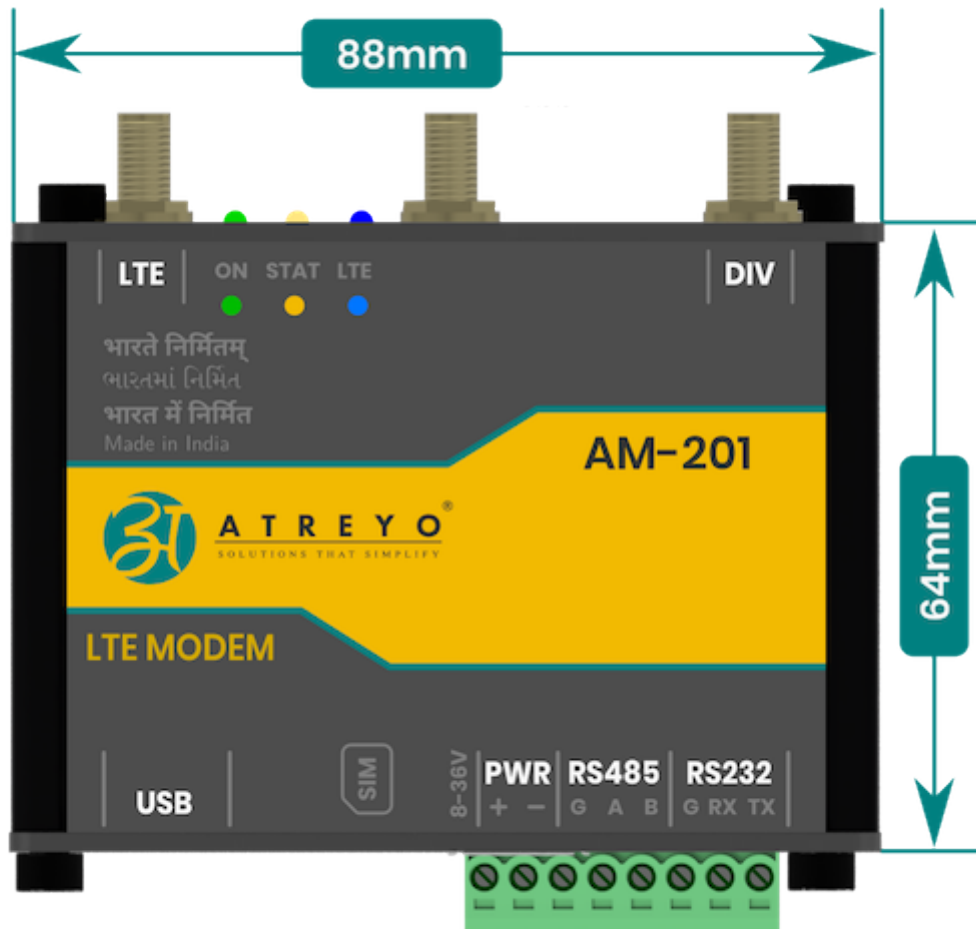 88mm
LTE
ON STAT LTE
DIV
भारते निर्मितम्
ભારતમાં નિર્મિત
भारत में निर्मित
Made in India
AM-201
अ
ATREYO®
SOLUTIONS THAT SIMPLIFY
64mm
LTE MODEM
USB
SIM
8-36V
PWR RS485 RS232
+ − G A B G RX TX